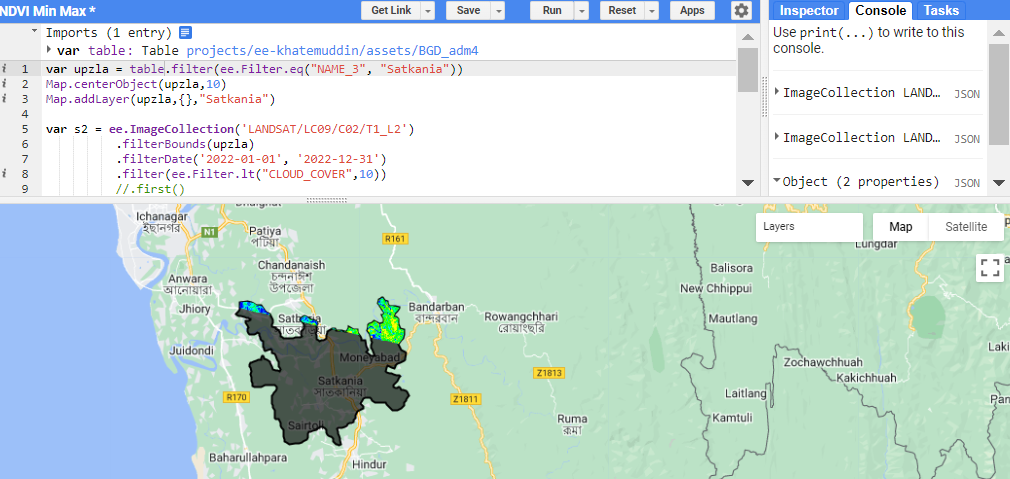 NDVI Min Max *
Get Link
Save
Run
Reset
Apps
Inspector
Console
Tasks
Imports (1 entry)
var table: Table projects/ee-khatemuddin/assets/BGD_adm4
1 var upzla = table.filter(ee.Filter.eq("NAME_3", "Satkania"))
2 Map.centerObject(upzla,10)
3 Map.addLayer(upzla,{},"Satkania")
4
5 var s2 = ee.ImageCollection('LANDSAT/LC09/C02/T1_L2')
6 .filterBounds(upzla)
7 .filterDate('2022-01-01', '2022-12-31')
8 .filter(ee.Filter.lt("CLOUD_COVER",10))
9 //.first()
Use print(...) to write to this
console.
ImageCollection LAND… JSON
ImageCollection LAND… JSON
Object (2 properties) JSON
Layers
Map
Satellite
Ichanagar
ইছানগর
N1
Patiya
পটিয়া
R161
Chandanaish
চন্দনাইশ
উপজেলা
Anwara
আনোয়ারা
Jhiory
Juidondi
Bandarban
বান্দরবান
Rowangchhari
রোয়াংছরি
Moneyabad
Satkania
সাতকানিয়া
R170
Z1811
Z1813
Ruma
রুমা
Baharullahpara
Hindur
Balisora
New Chhippui
Mautlang
Lungdar
Zochawchhuah
Kakichhuah
Laitlang
Kamtuli